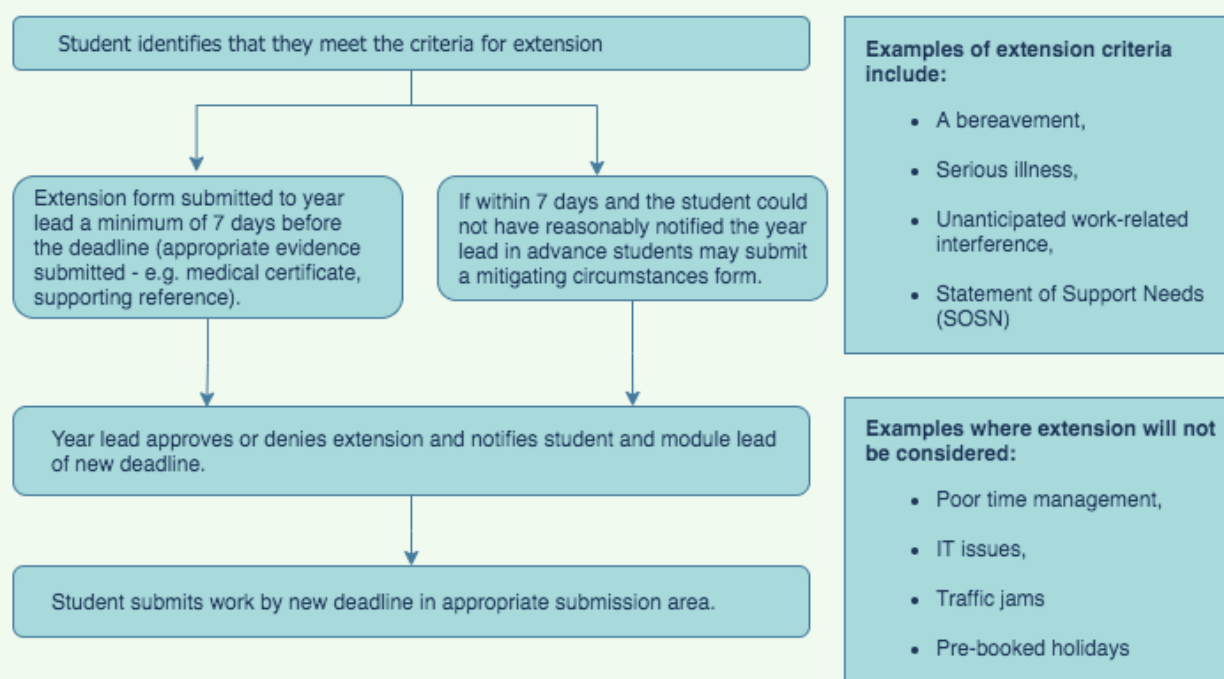 Student identifies that they meet the criteria for extension
Extension form submitted to year
lead a minimum of 7 days before
the deadline (appropriate evidence
submitted - e.g. medical certificate,
supporting reference).
If within 7 days and the student could
not have reasonably notified the year
lead in advance students may submit
a mitigating circumstances form.
Year lead approves or denies extension and notifies student and module lead
of new deadline.
Student submits work by new deadline in appropriate submission area.
Examples of extension criteria
include:
• A bereavement,
• Serious illness,
• Unanticipated work-related
interference,
• Statement of Support Needs
(SOSN)
Examples where extension will not
be considered:
• Poor time management,
• IT issues,
• Traffic jams
• Pre-booked holidays